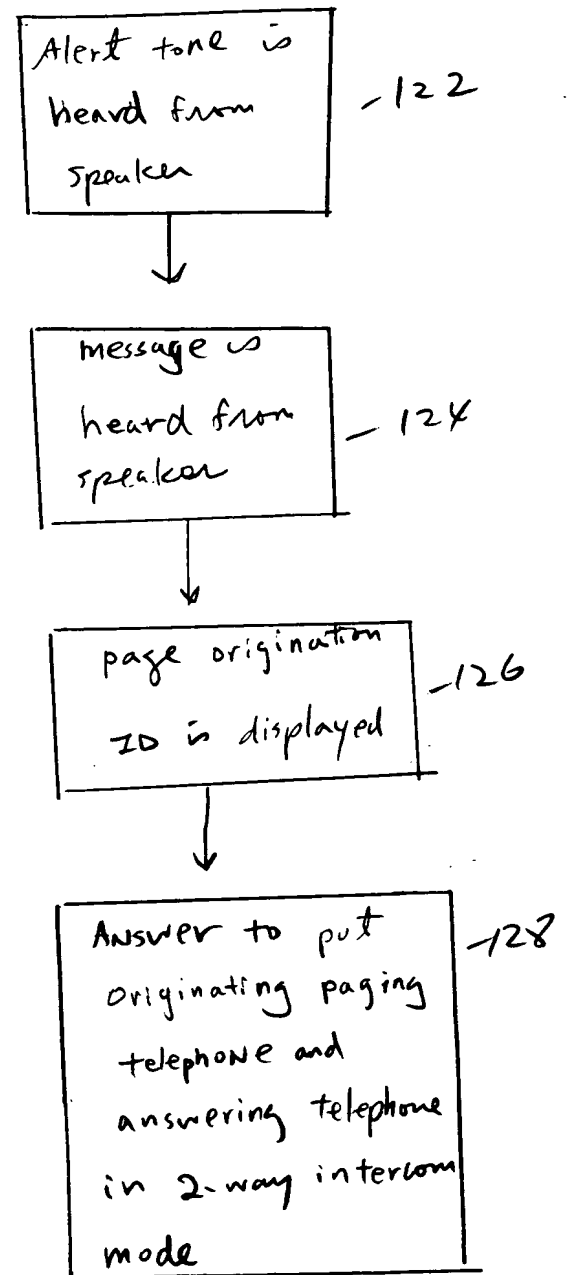 Alert tone is
heard from
speaker
122
message is
heard from
speaker
124
page origination
ID is displayed
126
Answer to put
originating paging
telephone and
answering telephone
in 2-way intercom
mode
128